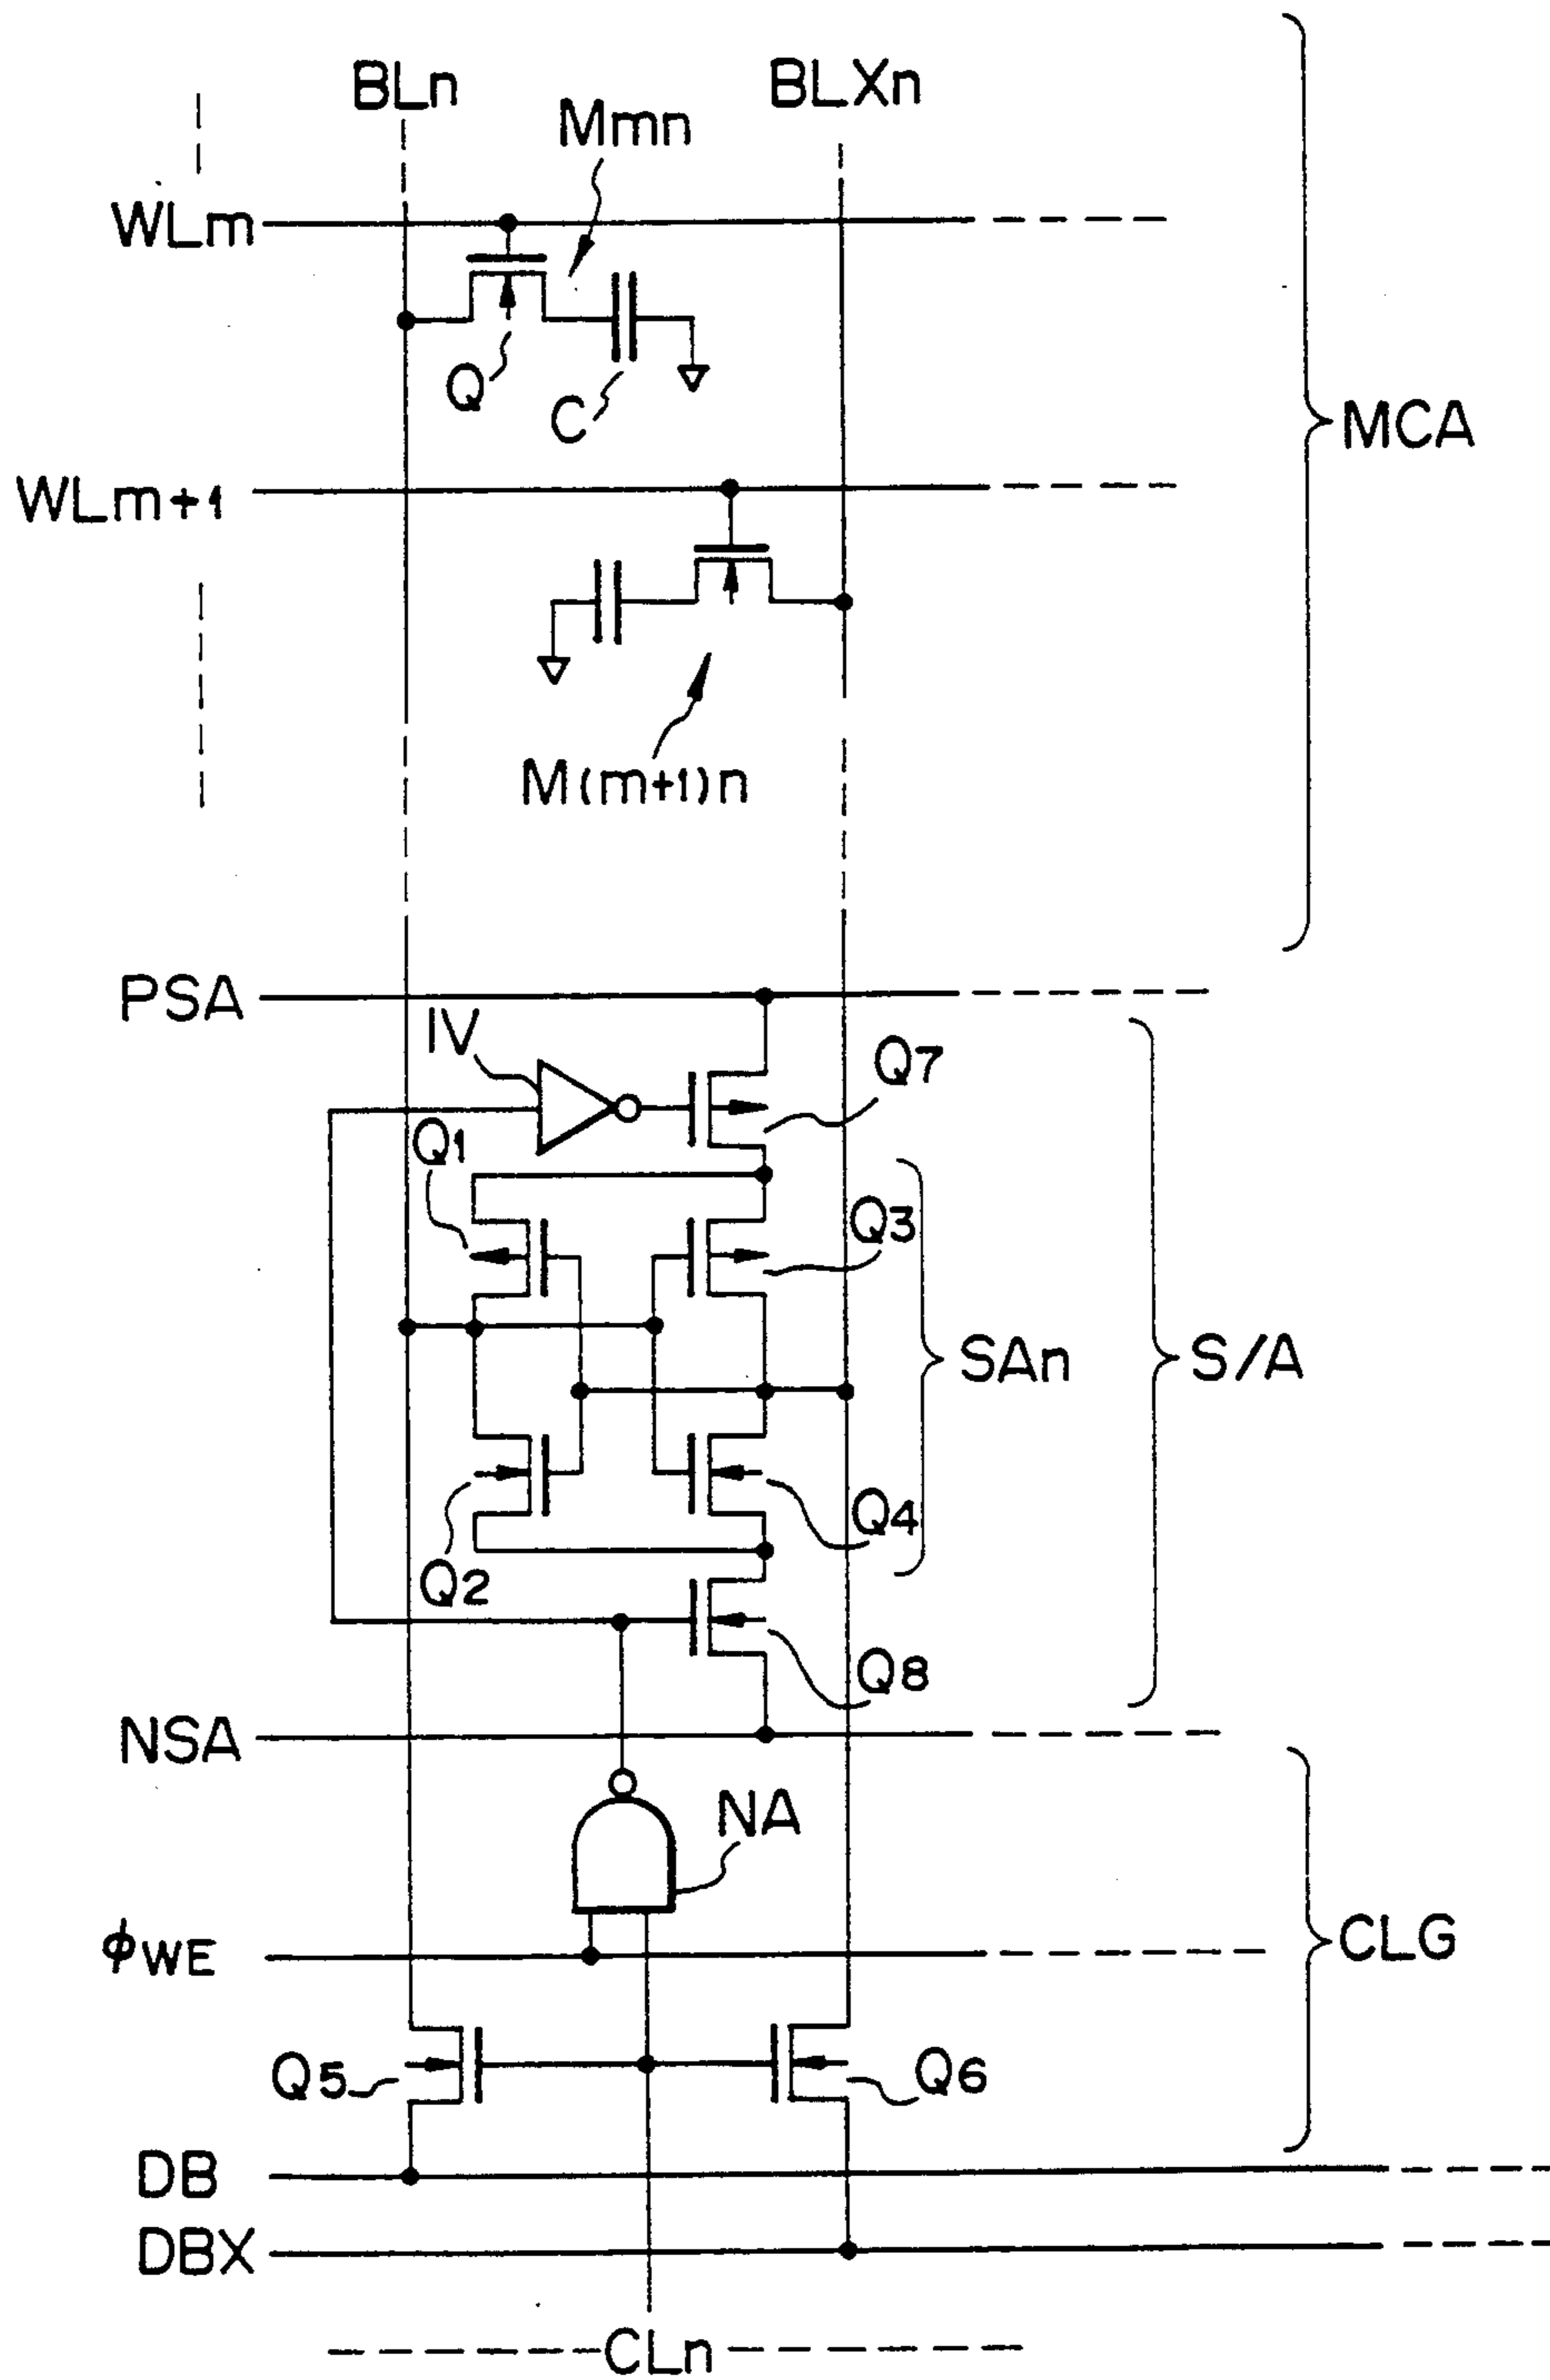 BLn
BLXn
Mmn
WLm
Q
C
MCA
WLm+1
M(m+1)n
PSA
IV
Q7
Q1
Q3
SAn
S/A
Q4
Q2
Q8
NSA
NA
φWE
CLG
Q5
Q6
DB
DBX
CLn